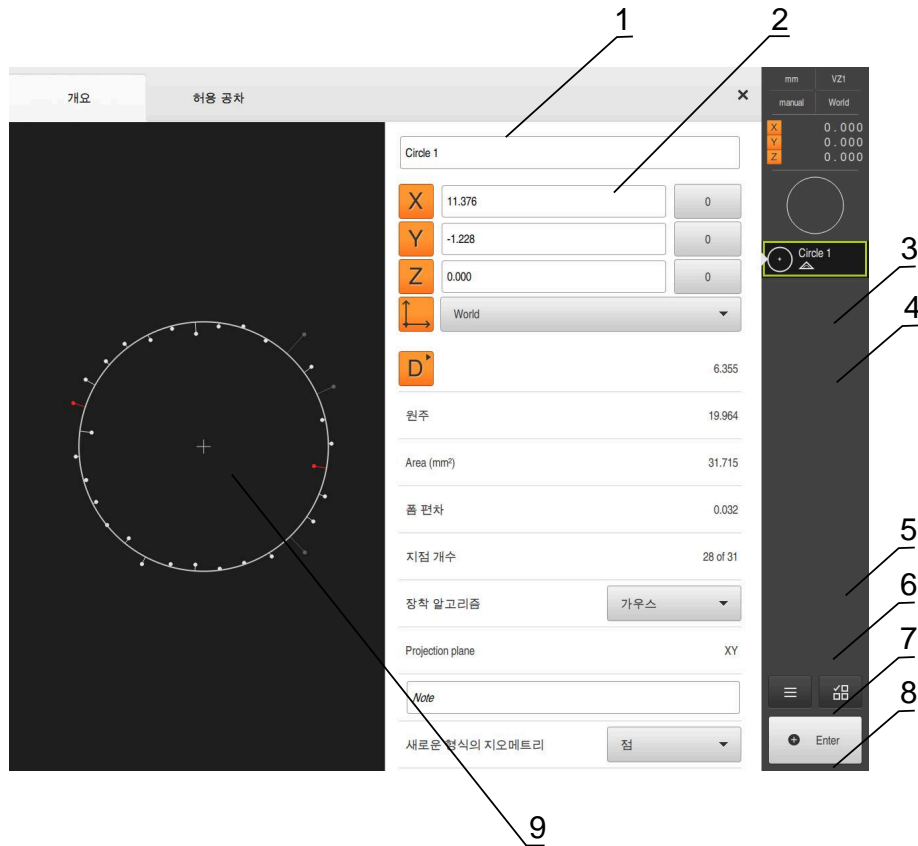 1
2
개요 허용 공차 ×
mm VZ1
manual World
X 0.000
Y 0.000
Z 0.000
Circle 1
X 11.376 0
Y -1.228 0
Z 0.000 0
World
Circle 1
3
4
D 6.355
원주 19.964
Area (mm²) 31.715
폼 편차 0.032
지점 개수 28 of 31
장착 알고리즘 가우스
Projection plane XY
Note
새로운 형식의 지오메트리 점
5
6
7
8
Enter
9